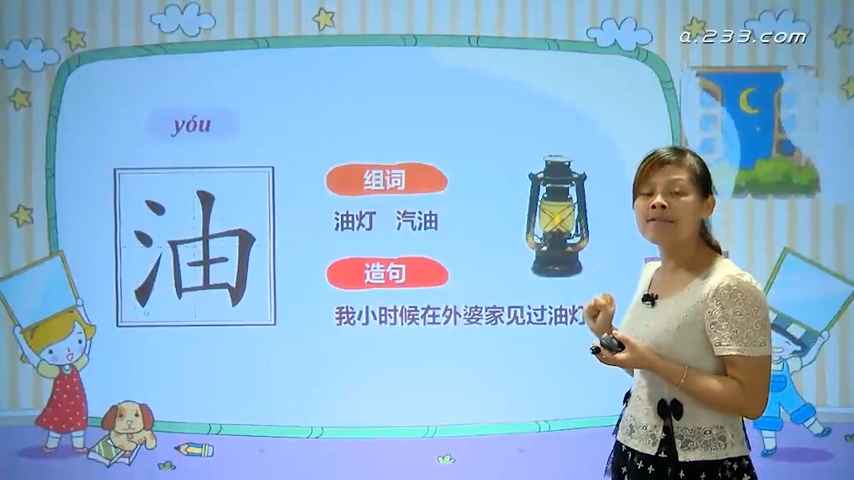 a.233.com
yóu
油
组词
油灯 汽油
造句
我小时候在外婆家见过油灯